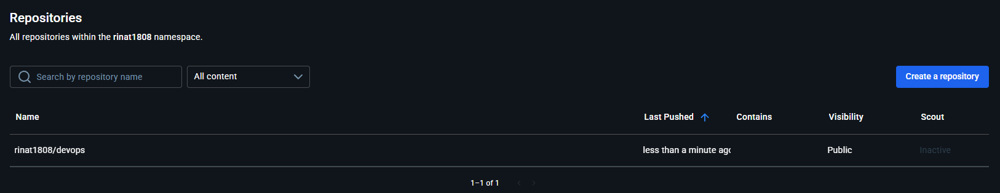 Repositories
All repositories within the rinat1808 namespace.
Search by repository name All content Create a repository
Name Last Pushed Contains Visibility Scout
rinat1808/devops less than a minute ago Public Inactive
1–1 of 1